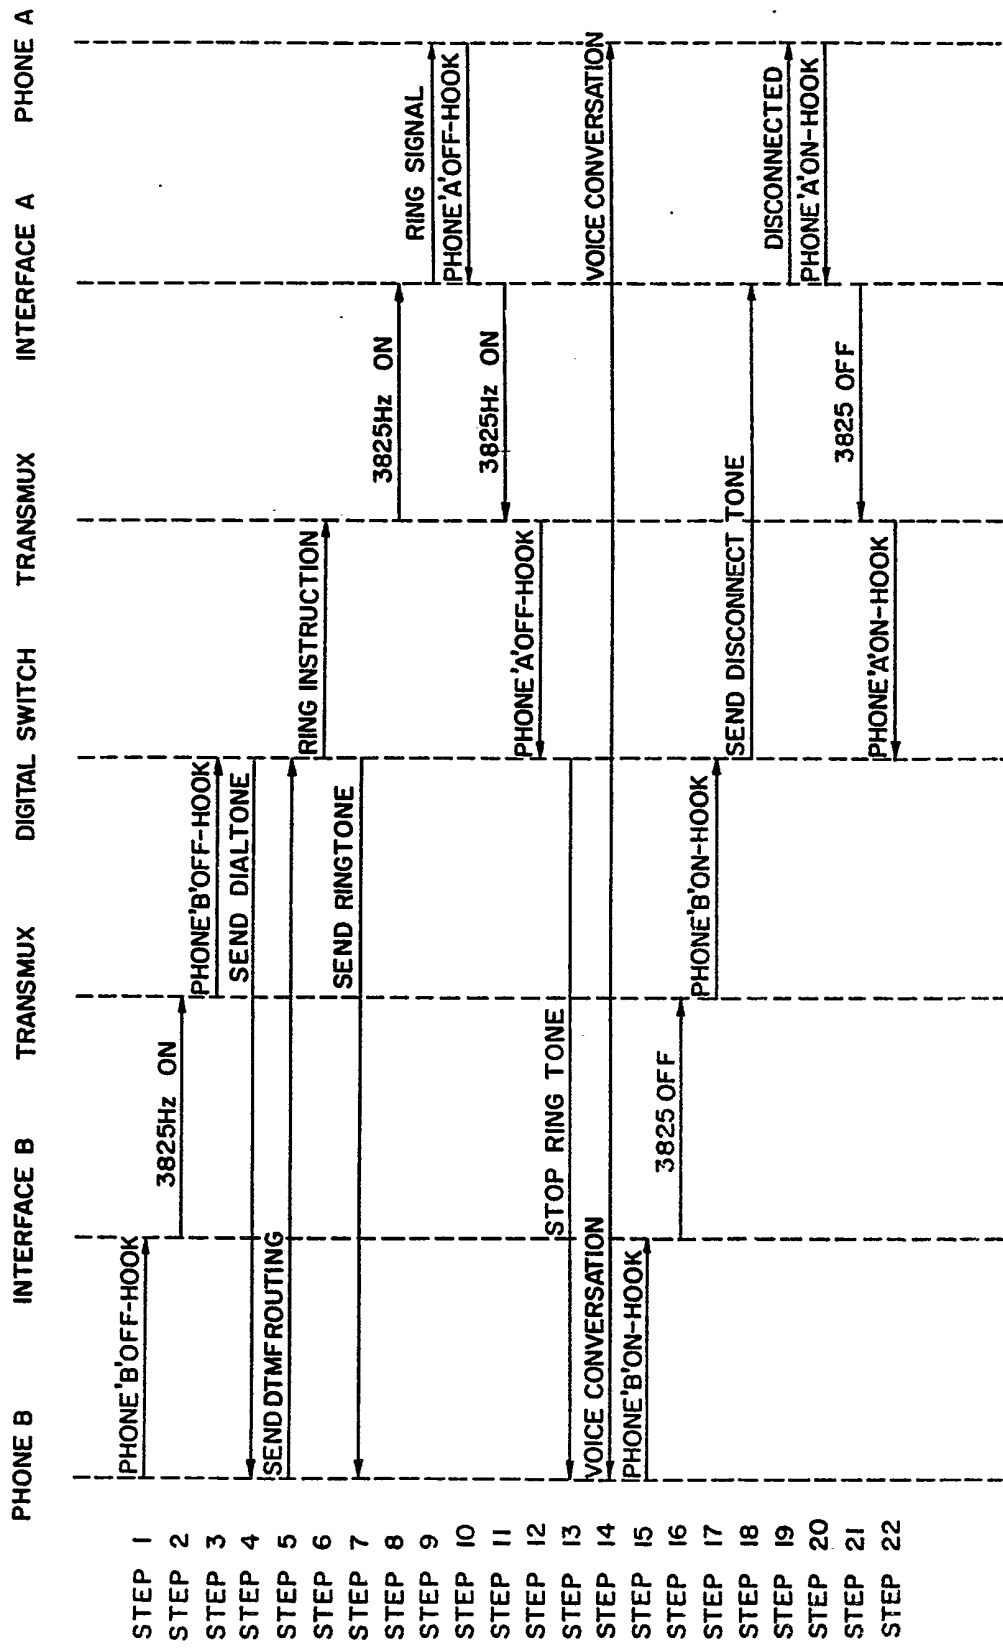 PHONE B INTERFACE B TRANSMUX DIGITAL SWITCH TRANSMUX INTERFACE A PHONE A
STEP 1 PHONE'B'OFF-HOOK
STEP 2 3825Hz ON
STEP 3 PHONE'B'OFF-HOOK
STEP 4 SEND DIALTONE
STEP 5 SEND DTMF ROUTING
STEP 6 RING INSTRUCTION
STEP 7 SEND RINGTONE
STEP 8 3825Hz ON
STEP 9 RING SIGNAL
STEP 10 PHONE'A'OFF-HOOK
STEP 11 3825Hz ON
STEP 12 PHONE'A'OFF-HOOK
STEP 13 STOP RING TONE
STEP 14 VOICE CONVERSATION VOICE CONVERSATION
STEP 15 PHONE'B'ON-HOOK
STEP 16 3825 OFF
STEP 17 PHONE'B'ON-HOOK
STEP 18 SEND DISCONNECT TONE
STEP 19 DISCONNECTED
STEP 20 PHONE'A'ON-HOOK
STEP 21 3825 OFF
STEP 22 PHONE'A'ON-HOOK